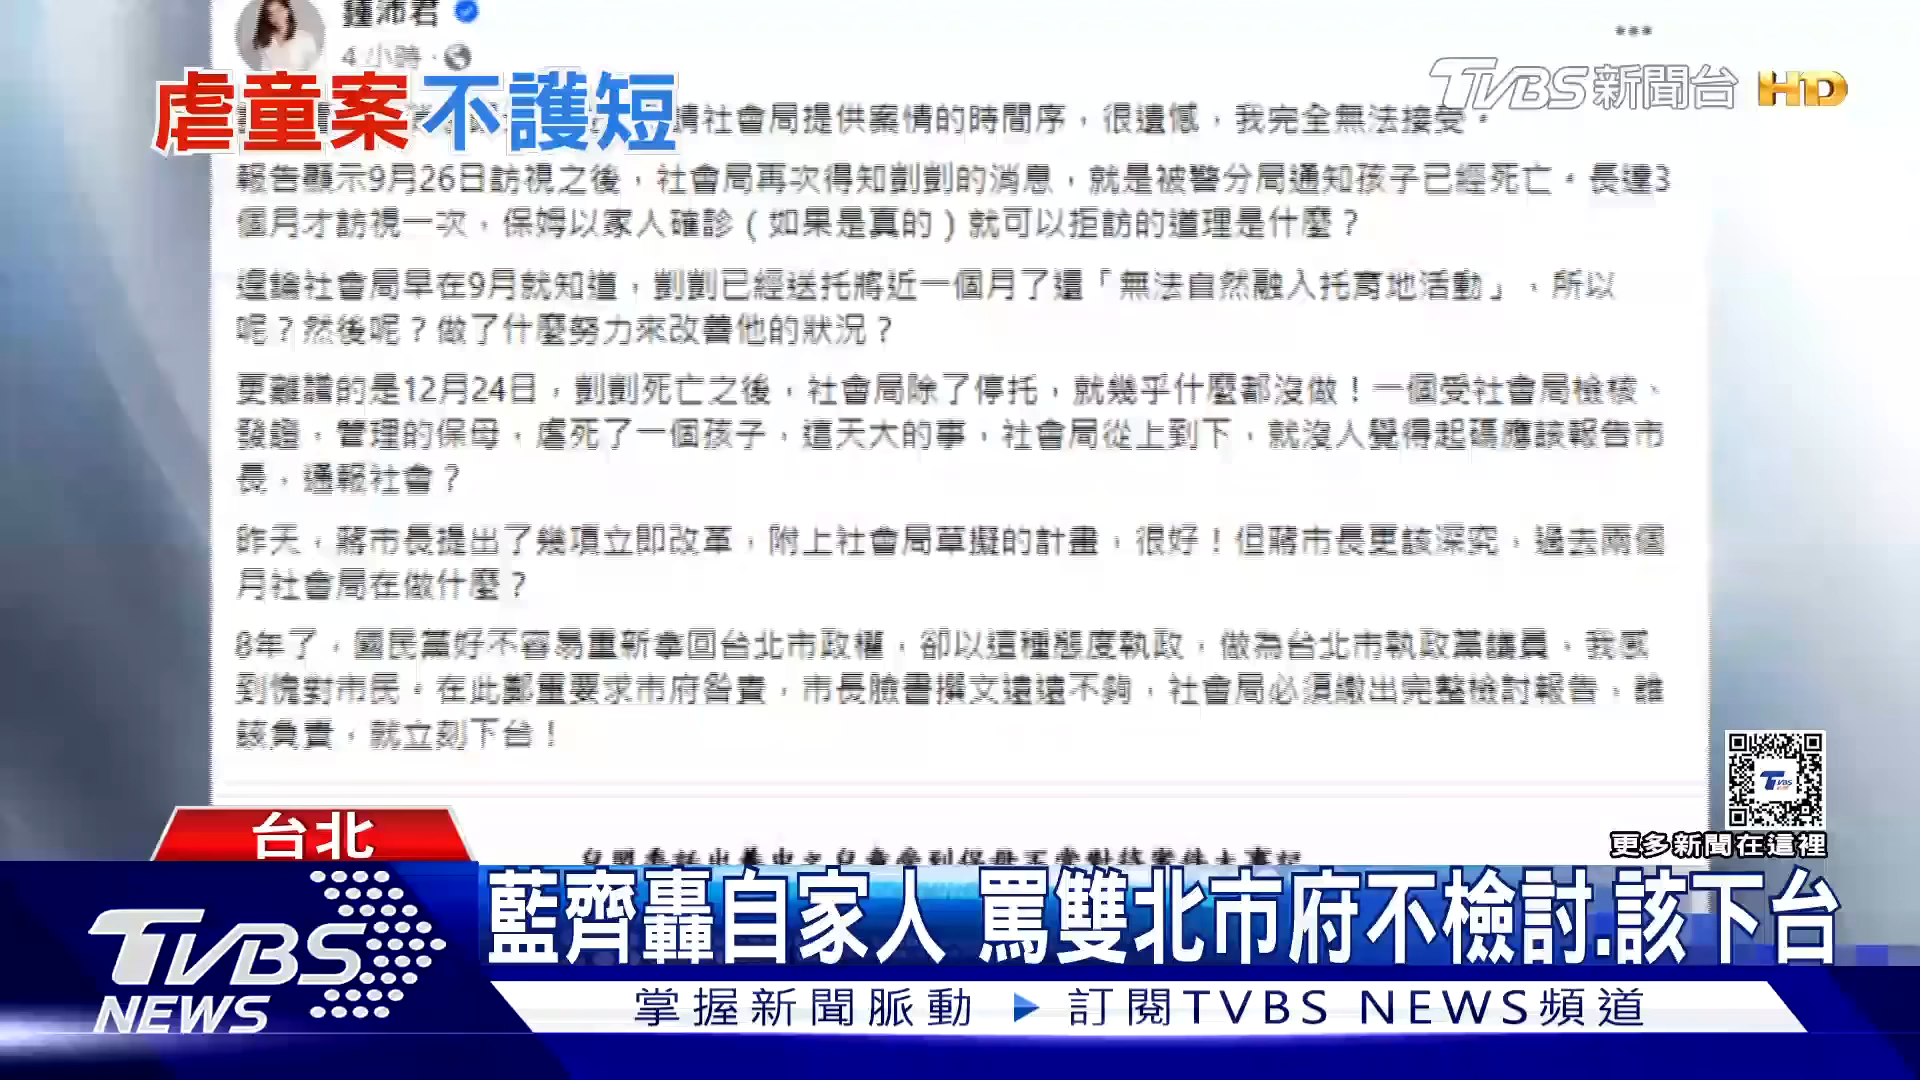 鍾沛君
4 小時
虐童案不護短
TVBS新聞台 HD
請社會局提供案情的時間序，很遺憾，我完全無法接受。
報告顯示9月26日訪視之後，社會局再次得知剴剴的消息，就是被警分局通知孩子已經死亡。長達3
個月才訪視一次，保姆以家人確診（如果是真的）就可以拒訪的道理是什麼？
遑論社會局早在9月就知道，剴剴已經送托將近一個月了還「無法自然融入托育地活動」，所以
呢？然後呢？做了什麼努力來改善他的狀況？
更離譜的是12月24日，剴剴死亡之後，社會局除了停托，就幾乎什麼都沒做！一個受社會局檢核、
發證、管理的保母，虐死了一個孩子，這天大的事，社會局從上到下，就沒人覺得起碼應該報告市
長，通報社會？
昨天，蔣市長提出了幾項立即改革，附上社會局草擬的計畫，很好！但蔣市長更該深究，過去兩個
月社會局在做什麼？
8年了，國民黨好不容易重新拿回台北市政權，卻以這種態度執政，做為台北市執政黨議員，我感
到愧對市民。在此鄭重要求市府咎責，市長臉書撰文遠遠不夠，社會局必須繳出完整檢討報告，誰
該負責，就立刻下台！
TVBS
更多新聞在這裡
台北
藍齊轟自家人 罵雙北市府不檢討.該下台
TVBS NEWS
掌握新聞脈動 ▶ 訂閱TVBS NEWS頻道